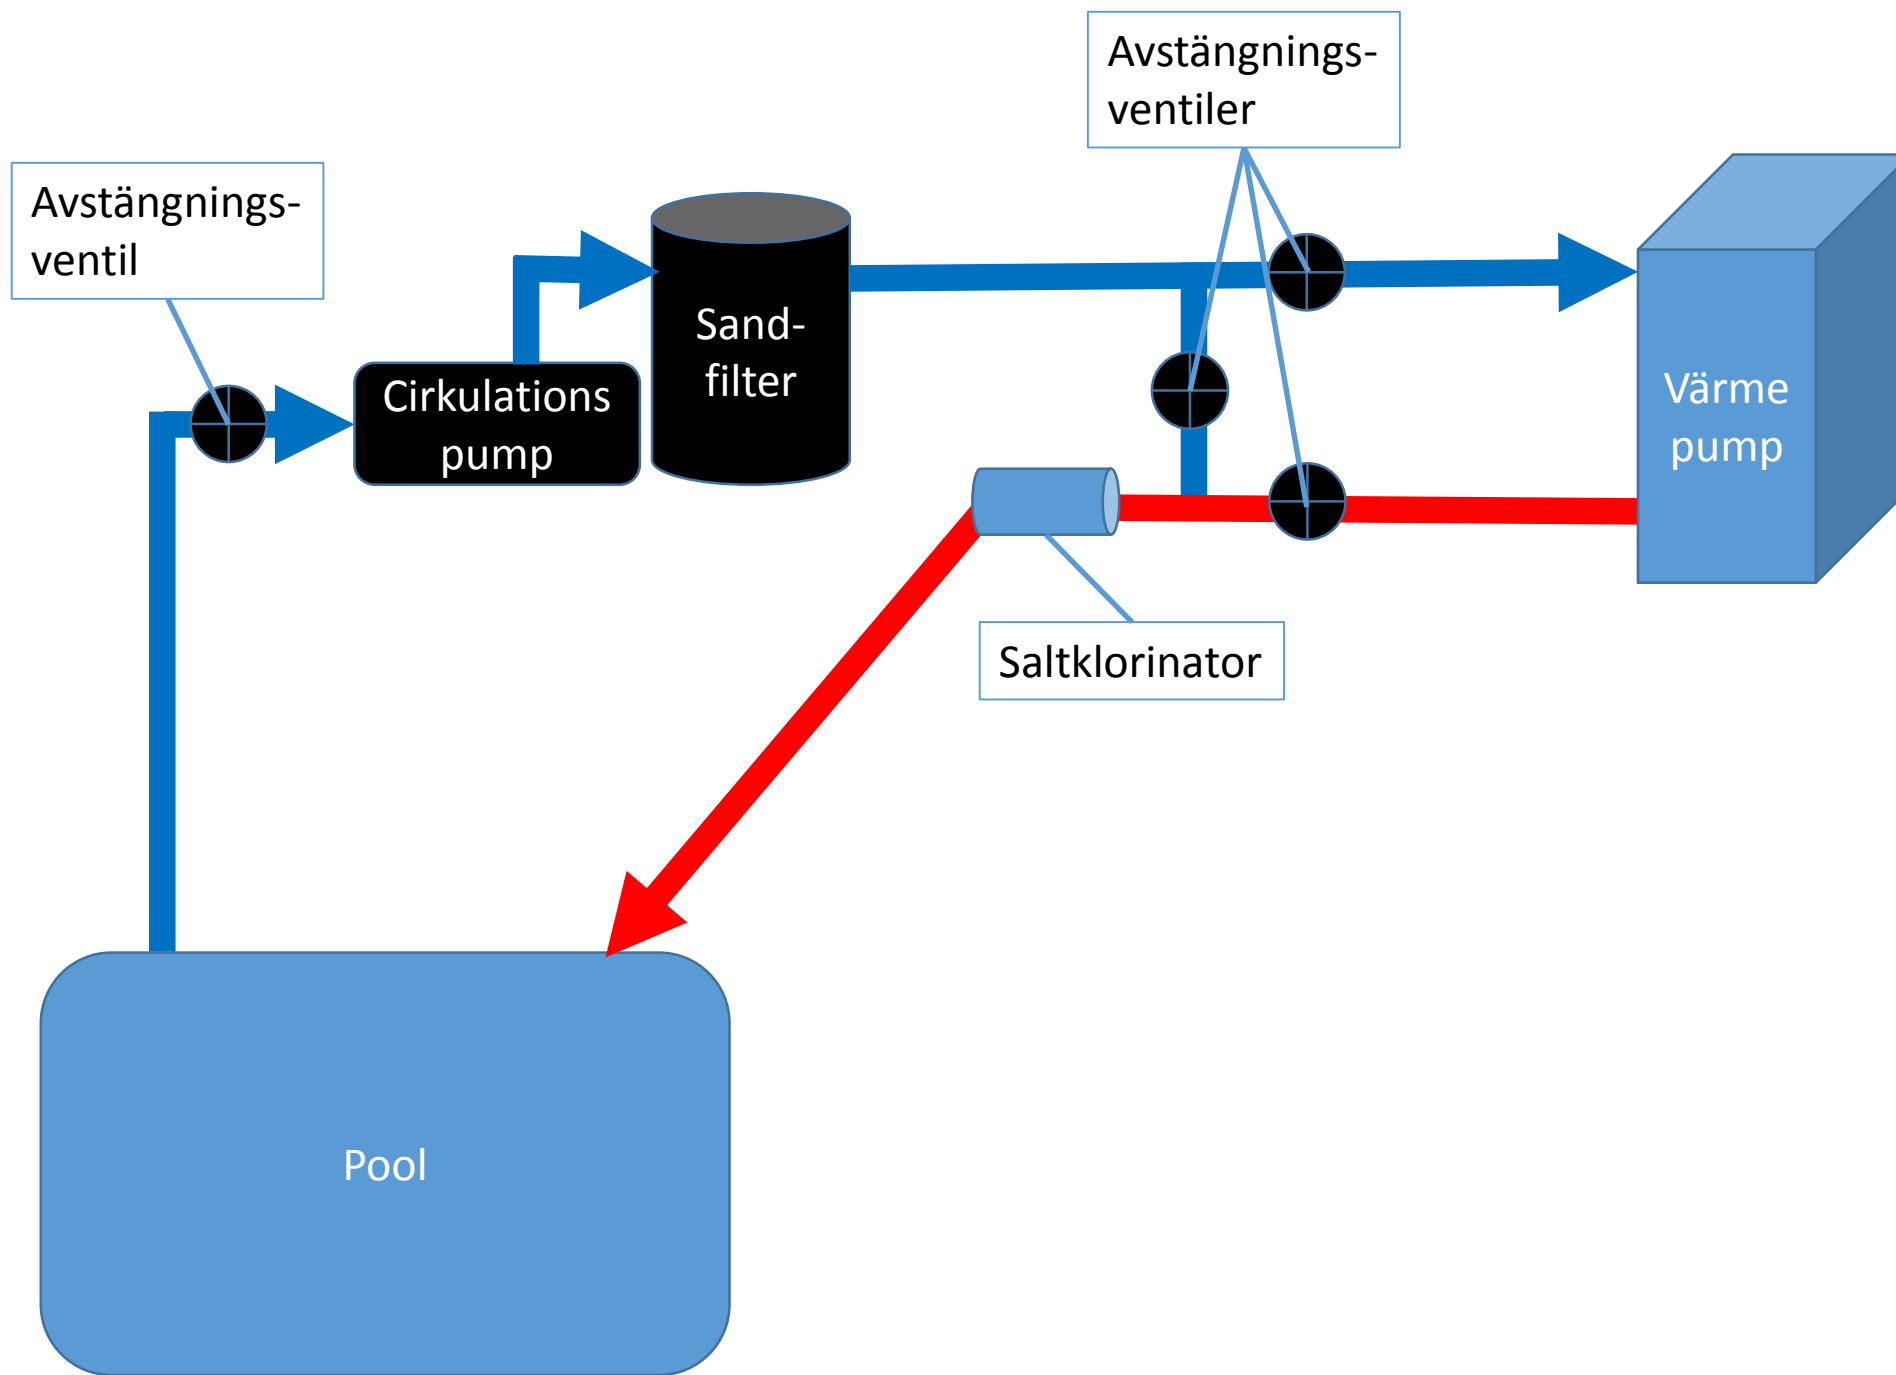 Avstängnings-
ventiler
Avstängnings-
ventil
Sand-
filter
Cirkulations
pump
Värme
pump
Saltklorinator
Pool